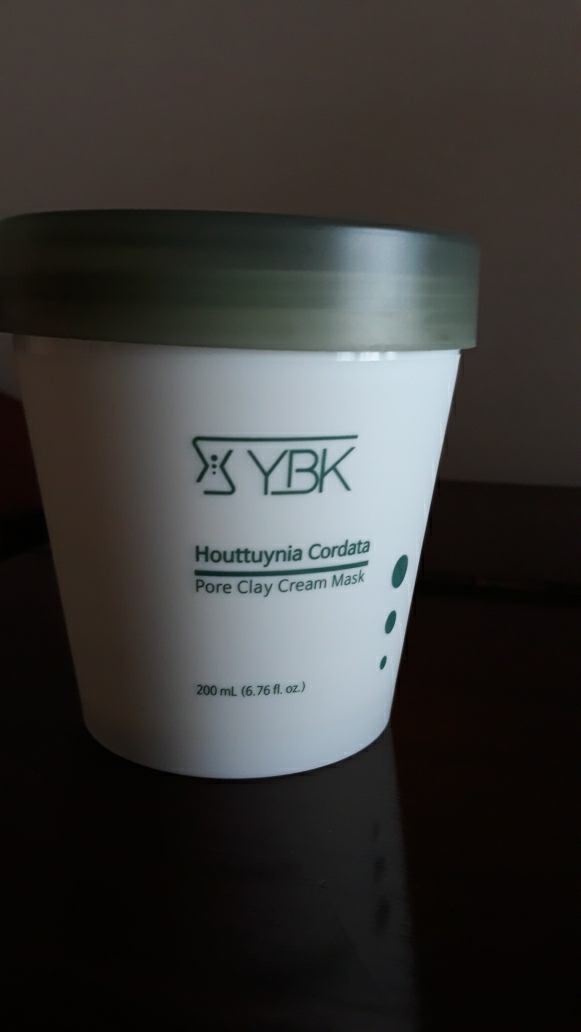 YBK
Houttuynia Cordata
Pore Clay Cream Mask
200 mL (6.76 fl. oz.)